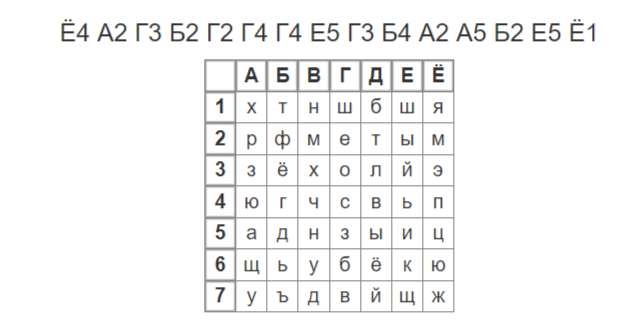 Ё4 А2 Г3 Б2 Г2 Г4 Г4 Е5 Г3 Б4 А2 А5 Б2 Е5 Ё1
А Б В Г Д Е Ё
1 х т н ш б ш я
2 р ф м е т ы м
3 з ё х о л й э
4 ю г ч с в ь п
5 а д н з ы и ц
6 щ ь у б ё к ю
7 у ъ д в й щ ж